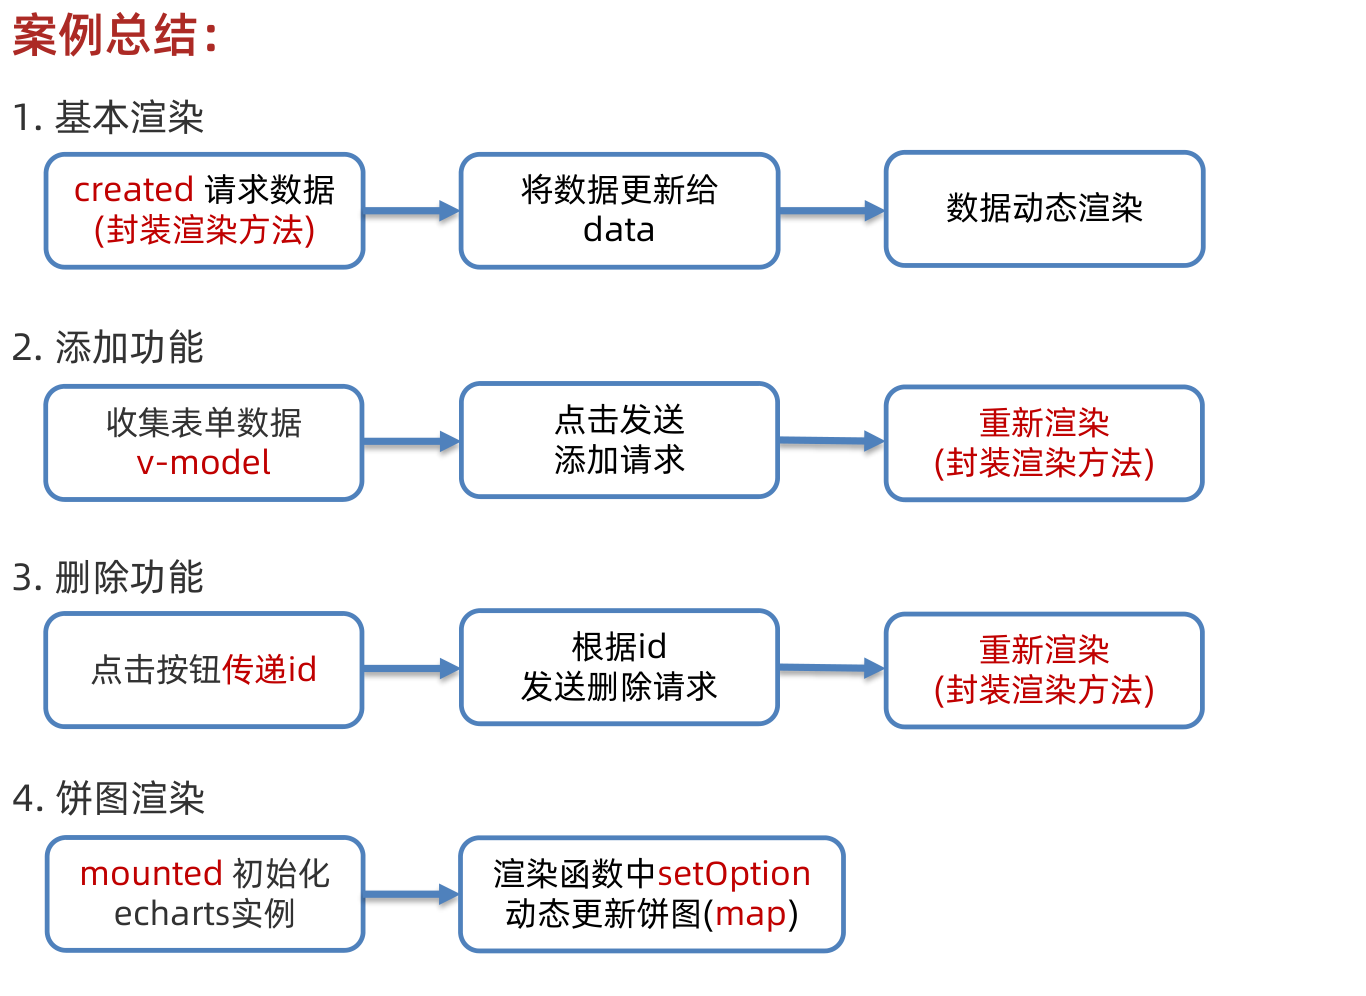 案例总结：
1. 基本渲染
created 请求数据
(封装渲染方法)
将数据更新给
data
数据动态渲染
2. 添加功能
收集表单数据
v-model
点击发送
添加请求
重新渲染
(封装渲染方法)
3. 删除功能
点击按钮传递id
根据id
发送删除请求
重新渲染
(封装渲染方法)
4. 饼图渲染
mounted 初始化
echarts实例
渲染函数中setOption
动态更新饼图(map)